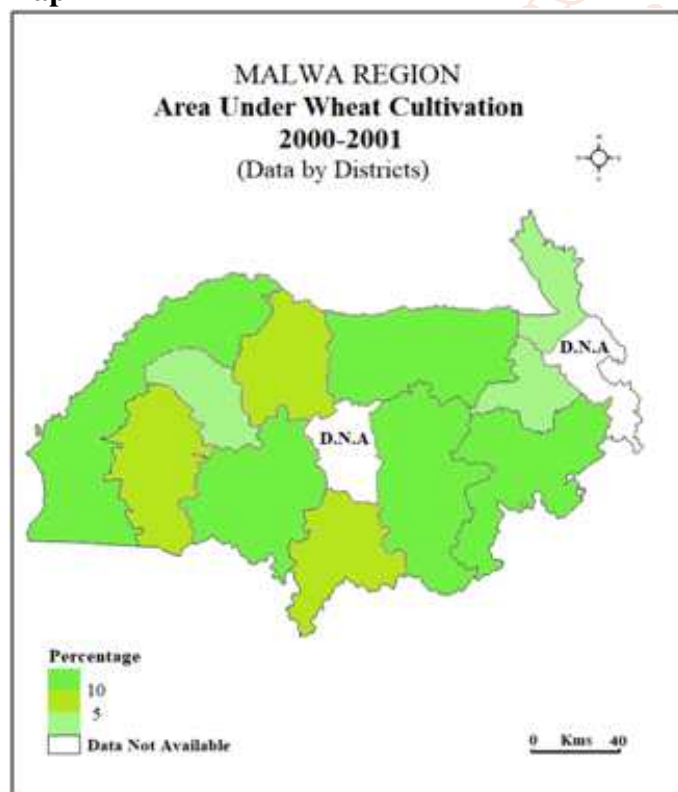 MALWA REGION
Area Under Wheat Cultivation
2000-2001
(Data by Districts)
D.N.A
D.N.A
Percentage
10
5
Data Not Available
0 Kms 40